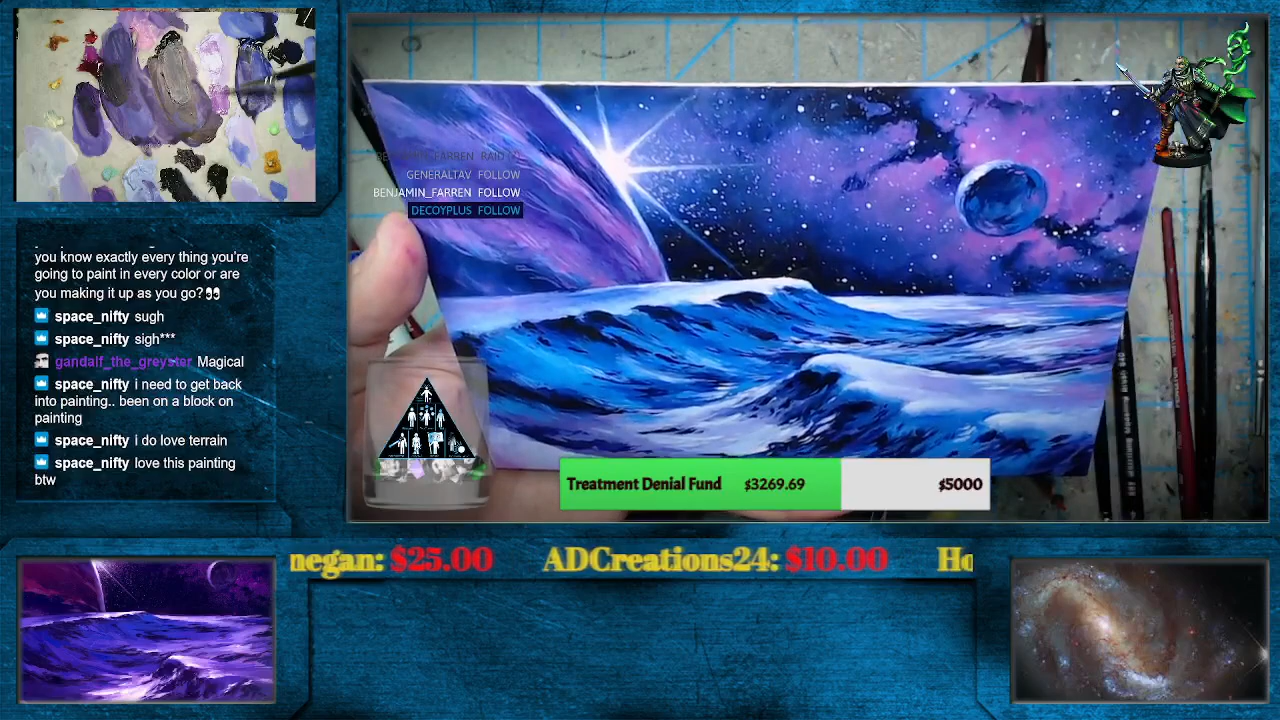 you know exactly every thing you're
going to paint in every color or are
you making it up as you go?👀
space_nifty sugh
space_nifty sigh***
gandalf_the_greyster Magical
space_nifty i need to get back
into painting.. been on a block on
painting
space_nifty i do love terrain
space_nifty love this painting
btw
BENJAMIN_FARREN RAID
GENERALTAV FOLLOW
BENJAMIN_FARREN FOLLOW
DECOYPLUS FOLLOW
Treatment Denial Fund $3269.69 $5000
negan: $25.00 ADCreations24: $10.00 Ho